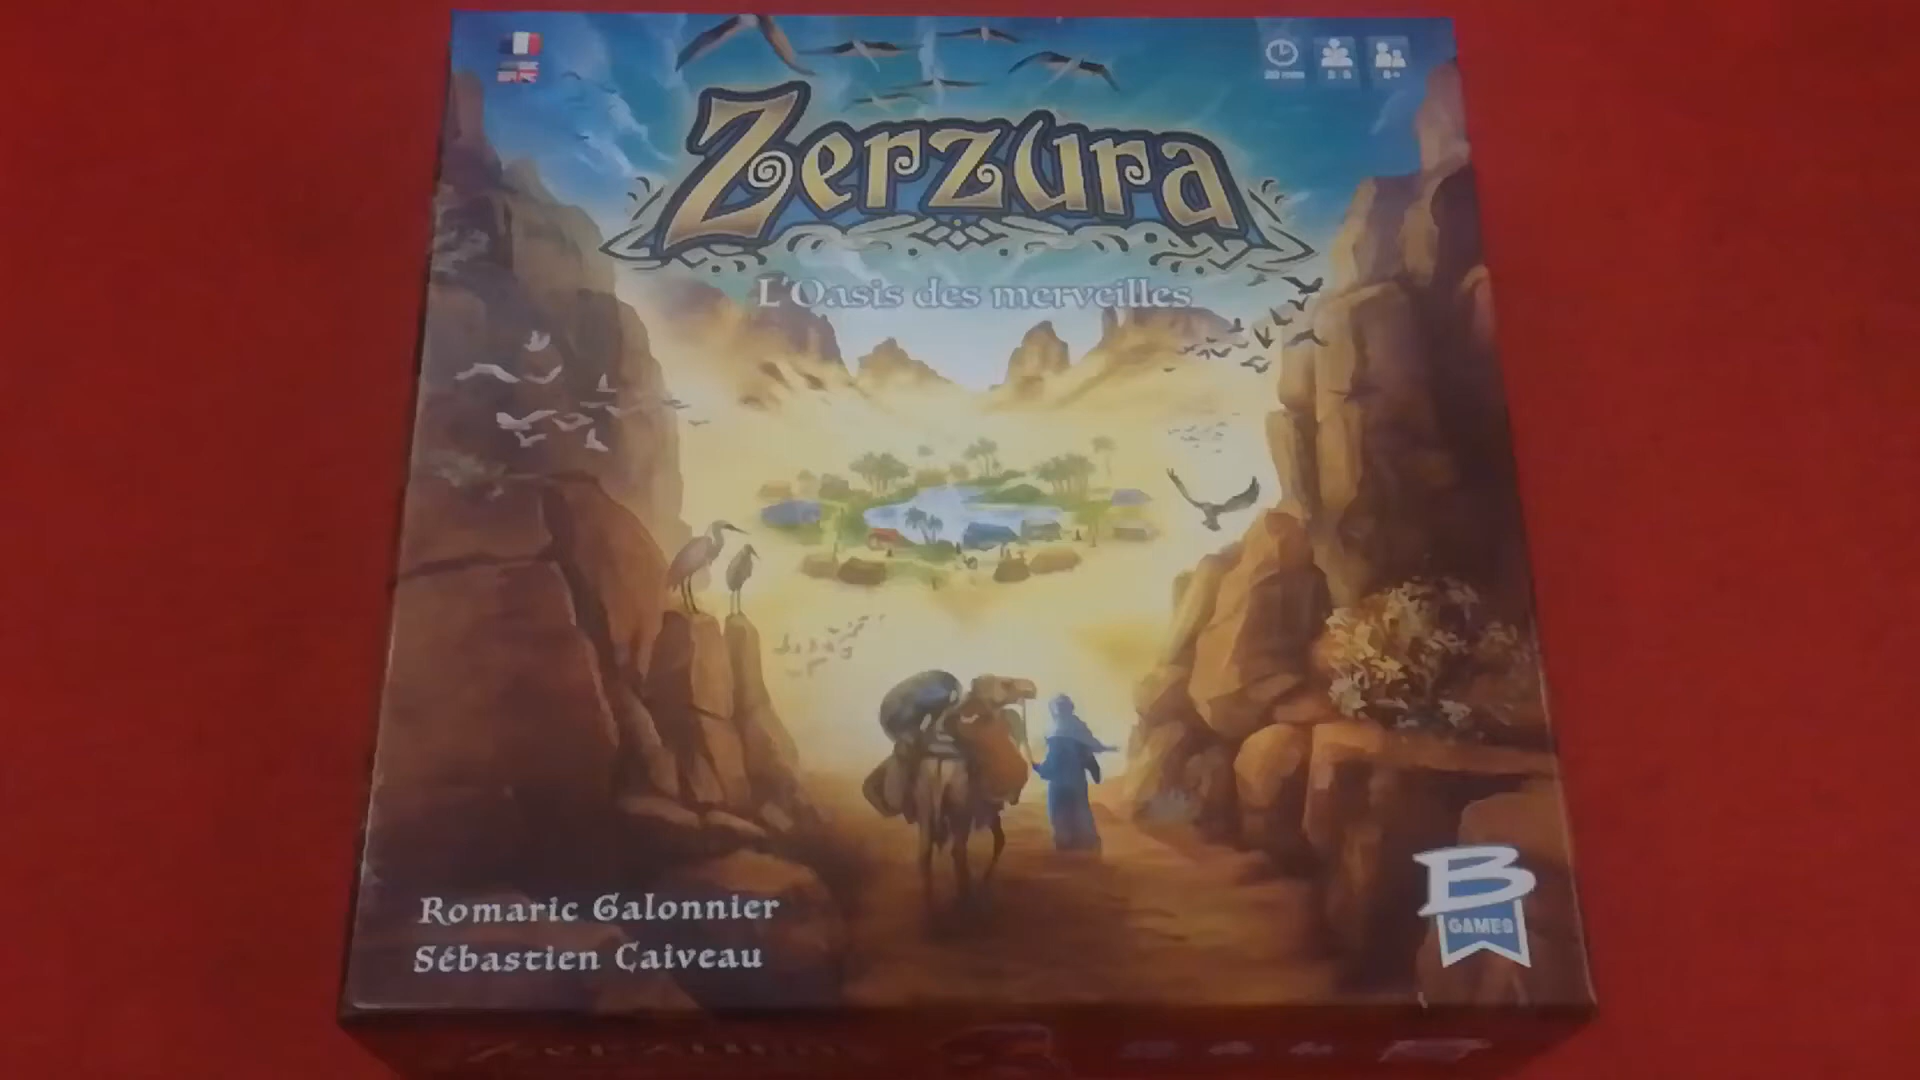 Zerzura
L'Oasis des merveilles
Romaric Galonnier
Sébastien Caiveau
B
GAMES